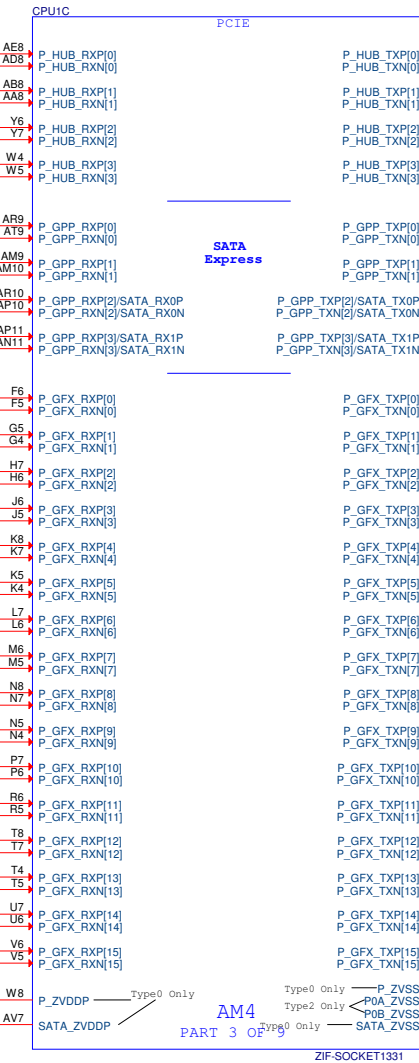 CPU1C
PCIE
AE8 P_HUB_RXP[0] P_HUB_TXP[0]
AD8 P_HUB_RXN[0] P_HUB_TXN[0]
AB8 P_HUB_RXP[1] P_HUB_TXP[1]
AA8 P_HUB_RXN[1] P_HUB_TXN[1]
Y6 P_HUB_RXP[2] P_HUB_TXP[2]
Y7 P_HUB_RXN[2] P_HUB_TXN[2]
W4 P_HUB_RXP[3] P_HUB_TXP[3]
W5 P_HUB_RXN[3] P_HUB_TXN[3]
AR9 P_GPP_RXP[0] P_GPP_TXP[0]
AT9 P_GPP_RXN[0] P_GPP_TXN[0]
SATA
Express
AM9 P_GPP_RXP[1] P_GPP_TXP[1]
AM10 P_GPP_RXN[1] P_GPP_TXN[1]
AR10 P_GPP_RXP[2]/SATA_RX0P P_GPP_TXP[2]/SATA_TX0P
AP10 P_GPP_RXN[2]/SATA_RX0N P_GPP_TXN[2]/SATA_TX0N
AP11 P_GPP_RXP[3]/SATA_RX1P P_GPP_TXP[3]/SATA_TX1P
AN11 P_GPP_RXN[3]/SATA_RX1N P_GPP_TXN[3]/SATA_TX1N
F6 P_GFX_RXP[0] P_GFX_TXP[0]
F5 P_GFX_RXN[0] P_GFX_TXN[0]
G5 P_GFX_RXP[1] P_GFX_TXP[1]
G4 P_GFX_RXN[1] P_GFX_TXN[1]
H7 P_GFX_RXP[2] P_GFX_TXP[2]
H6 P_GFX_RXN[2] P_GFX_TXN[2]
J6 P_GFX_RXP[3] P_GFX_TXP[3]
J5 P_GFX_RXN[3] P_GFX_TXN[3]
K8 P_GFX_RXP[4] P_GFX_TXP[4]
K7 P_GFX_RXN[4] P_GFX_TXN[4]
K5 P_GFX_RXP[5] P_GFX_TXP[5]
K4 P_GFX_RXN[5] P_GFX_TXN[5]
L7 P_GFX_RXP[6] P_GFX_TXP[6]
L6 P_GFX_RXN[6] P_GFX_TXN[6]
M6 P_GFX_RXP[7] P_GFX_TXP[7]
M5 P_GFX_RXN[7] P_GFX_TXN[7]
N8 P_GFX_RXP[8] P_GFX_TXP[8]
N7 P_GFX_RXN[8] P_GFX_TXN[8]
N5 P_GFX_RXP[9] P_GFX_TXP[9]
N4 P_GFX_RXN[9] P_GFX_TXN[9]
P7 P_GFX_RXP[10] P_GFX_TXP[10]
P6 P_GFX_RXN[10] P_GFX_TXN[10]
R6 P_GFX_RXP[11] P_GFX_TXP[11]
R5 P_GFX_RXN[11] P_GFX_TXN[11]
T8 P_GFX_RXP[12] P_GFX_TXP[12]
T7 P_GFX_RXN[12] P_GFX_TXN[12]
T4 P_GFX_RXP[13] P_GFX_TXP[13]
T5 P_GFX_RXN[13] P_GFX_TXN[13]
U7 P_GFX_RXP[14] P_GFX_TXP[14]
U6 P_GFX_RXN[14] P_GFX_TXN[14]
V6 P_GFX_RXP[15] P_GFX_TXP[15]
V5 P_GFX_RXN[15] P_GFX_TXN[15]
Type0 Only P_ZVSS
W8 P_ZVDDP Type0 Only
Type2 Only P0A_ZVSS
P0B_ZVSS
AV7 SATA_ZVDDP Type0 Only SATA_ZVSS
AM4
PART 3 OF 9
ZIF-SOCKET1331